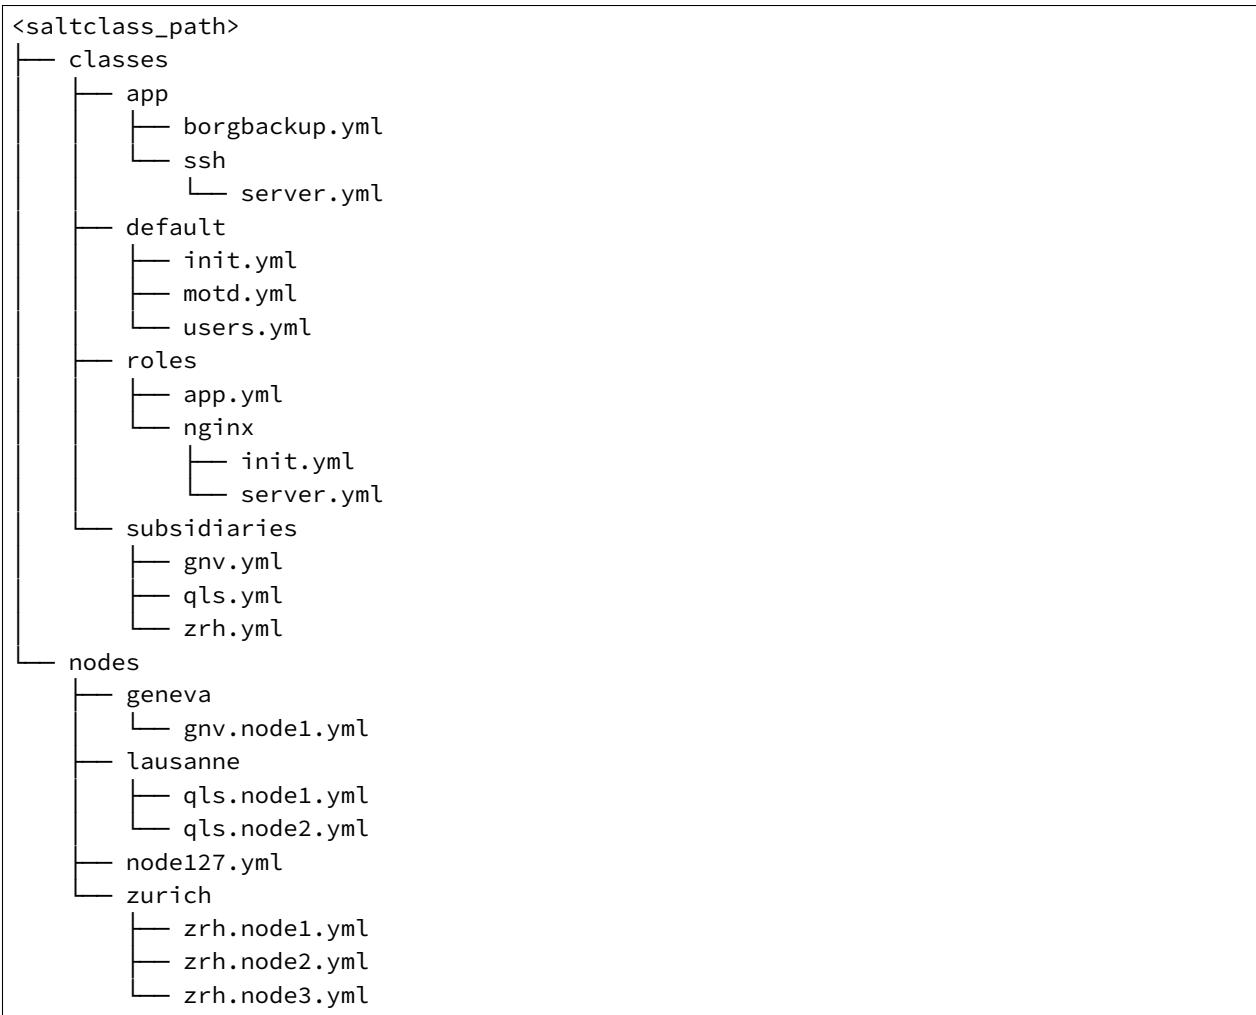 <saltclass_path>
├── classes
│   ├── app
│   │   ├── borgbackup.yml
│   │   └── ssh
│   │       └── server.yml
│   ├── default
│   │   ├── init.yml
│   │   ├── motd.yml
│   │   └── users.yml
│   ├── roles
│   │   ├── app.yml
│   │   └── nginx
│   │       ├── init.yml
│   │       └── server.yml
│   └── subsidiaries
│       ├── gnv.yml
│       ├── qls.yml
│       └── zrh.yml
└── nodes
    ├── geneva
    │   └── gnv.node1.yml
    ├── lausanne
    │   ├── qls.node1.yml
    │   └── qls.node2.yml
    ├── node127.yml
    └── zurich
        ├── zrh.node1.yml
        ├── zrh.node2.yml
        └── zrh.node3.yml